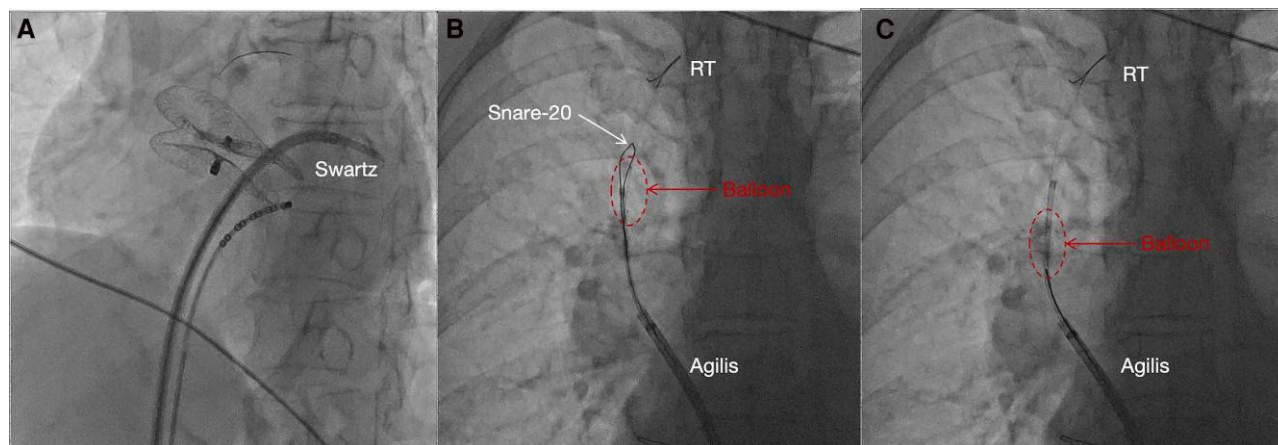 A
Swartz
B
RT
Snare-20
Balloon
Agilis
C
RT
Balloon
Agilis